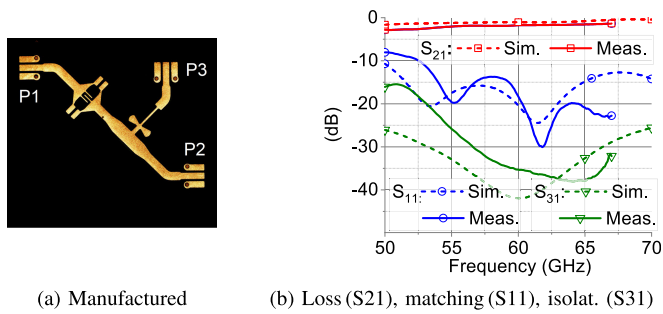 P1
P3
P2
0
-10
-20
-30
-40
(dB)
S21: Sim. Meas.
S11: Sim. S31: Sim.
Meas. Meas.
50 55 60 65 70
Frequency (GHz)
(a) Manufactured
(b) Loss (S21), matching (S11), isolat. (S31)